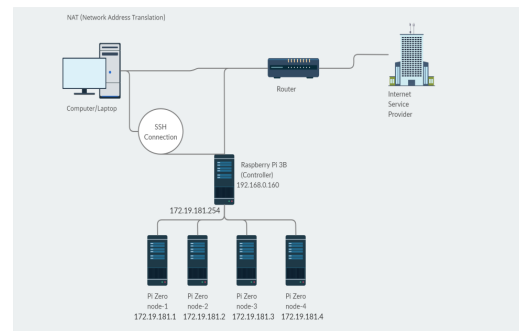 NAT (Network Address Translation)
Computer/Laptop
SSH
Connection
Router
Internet
Service
Provider
Raspberry Pi 3B
(Controller)
192.168.0.160
172.19.181.254
Pi Zero
node-1
172.19.181.1
Pi Zero
node-2
172.19.181.2
Pi Zero
node-3
172.19.181.3
Pi Zero
node-4
172.19.181.4